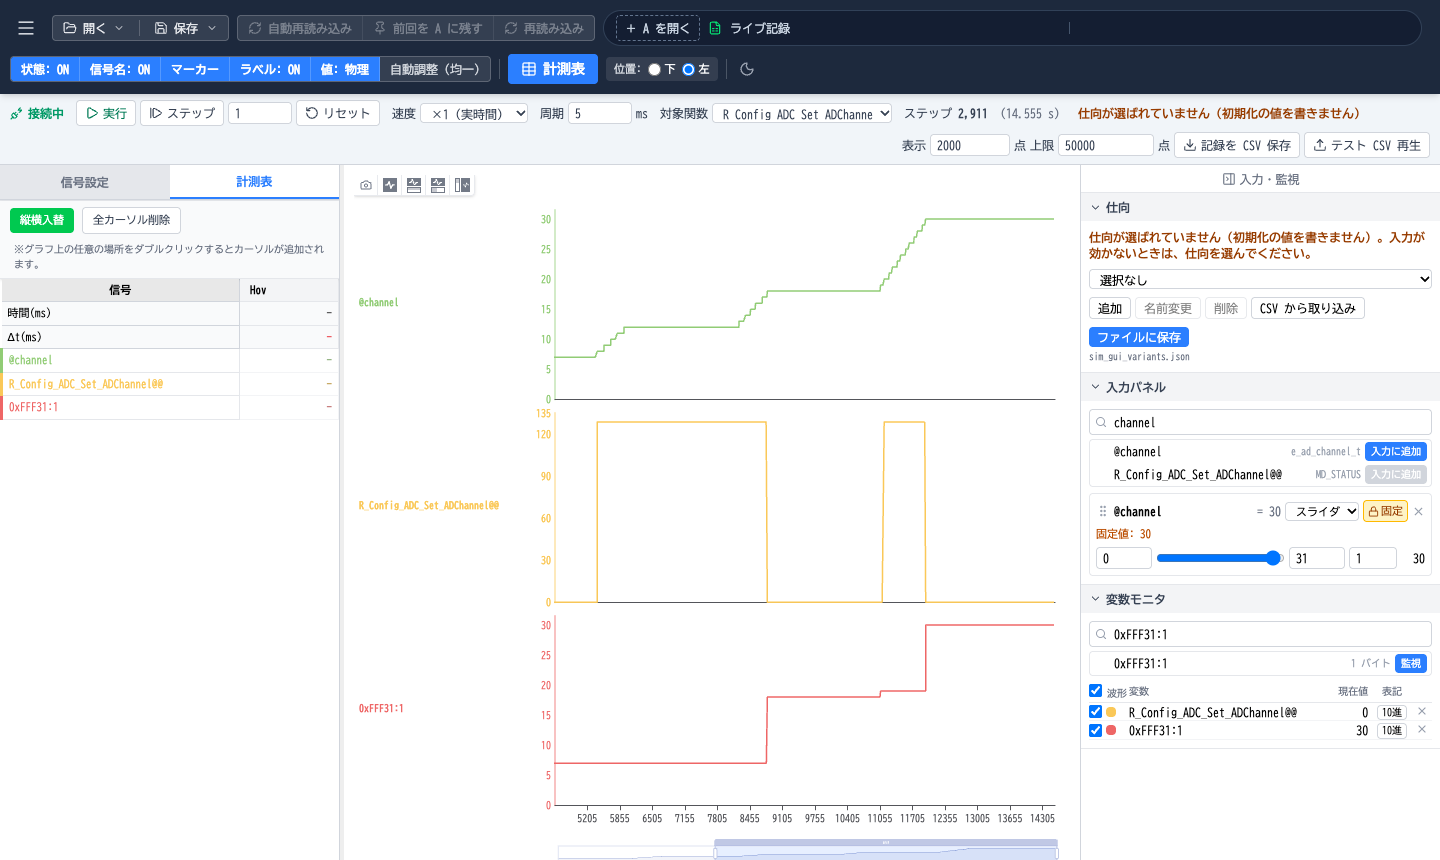 開く 保存 自動再読み込み 前回を A に残す 再読み込み + A を開く ライブ記録
状態: ON 信号名: ON マーカー ラベル: ON 値: 物理 自動調整（均一） 計測表 位置: 下 左
接続中 実行 ステップ 1 リセット 速度 ×1（実時間） 周期 5 ms 対象関数 R_Config_ADC_Set_ADChanne ステップ 2,911 (14.555 s) 仕向が選ばれていません（初期化の値を書きません）
表示 2000 点 上限 50000 点 記録を CSV 保存 テスト CSV 再生
信号設定 計測表
縦横入替 全カーソル削除
※グラフ上の任意の場所をダブルクリックするとカーソルが追加され
ます。
信号 Hov
時間(ms) -
Δt(ms) -
@channel -
R_Config_ADC_Set_ADChannel@@ -
0xFFF31:1 -
30
25
20
15
10
5
0
@channel
135
120
90
60
30
0
R_Config_ADC_Set_ADChannel@@
30
25
20
15
10
5
0
0xFFF31:1
5205 5855 6505 7155 7805 8455 9105 9755 10405 11055 11705 12355 13005 13655 14305
入力・監視
仕向
仕向が選ばれていません（初期化の値を書きません）。入力が
効かないときは、仕向を選んでください。
選択なし
追加 名前変更 削除 CSV から取り込み
ファイルに保存
sim_gui_variants.json
入力パネル
channel
@channel e_ad_channel_t 入力に追加
R_Config_ADC_Set_ADChannel@@ MD_STATUS 入力に追加
@channel = 30 スライダ 固定
固定値: 30
0 31 1 30
変数モニタ
0xFFF31:1
0xFFF31:1 1 バイト 監視
波形 変数 現在値 表記
R_Config_ADC_Set_ADChannel@@ 0 10進
0xFFF31:1 30 10進